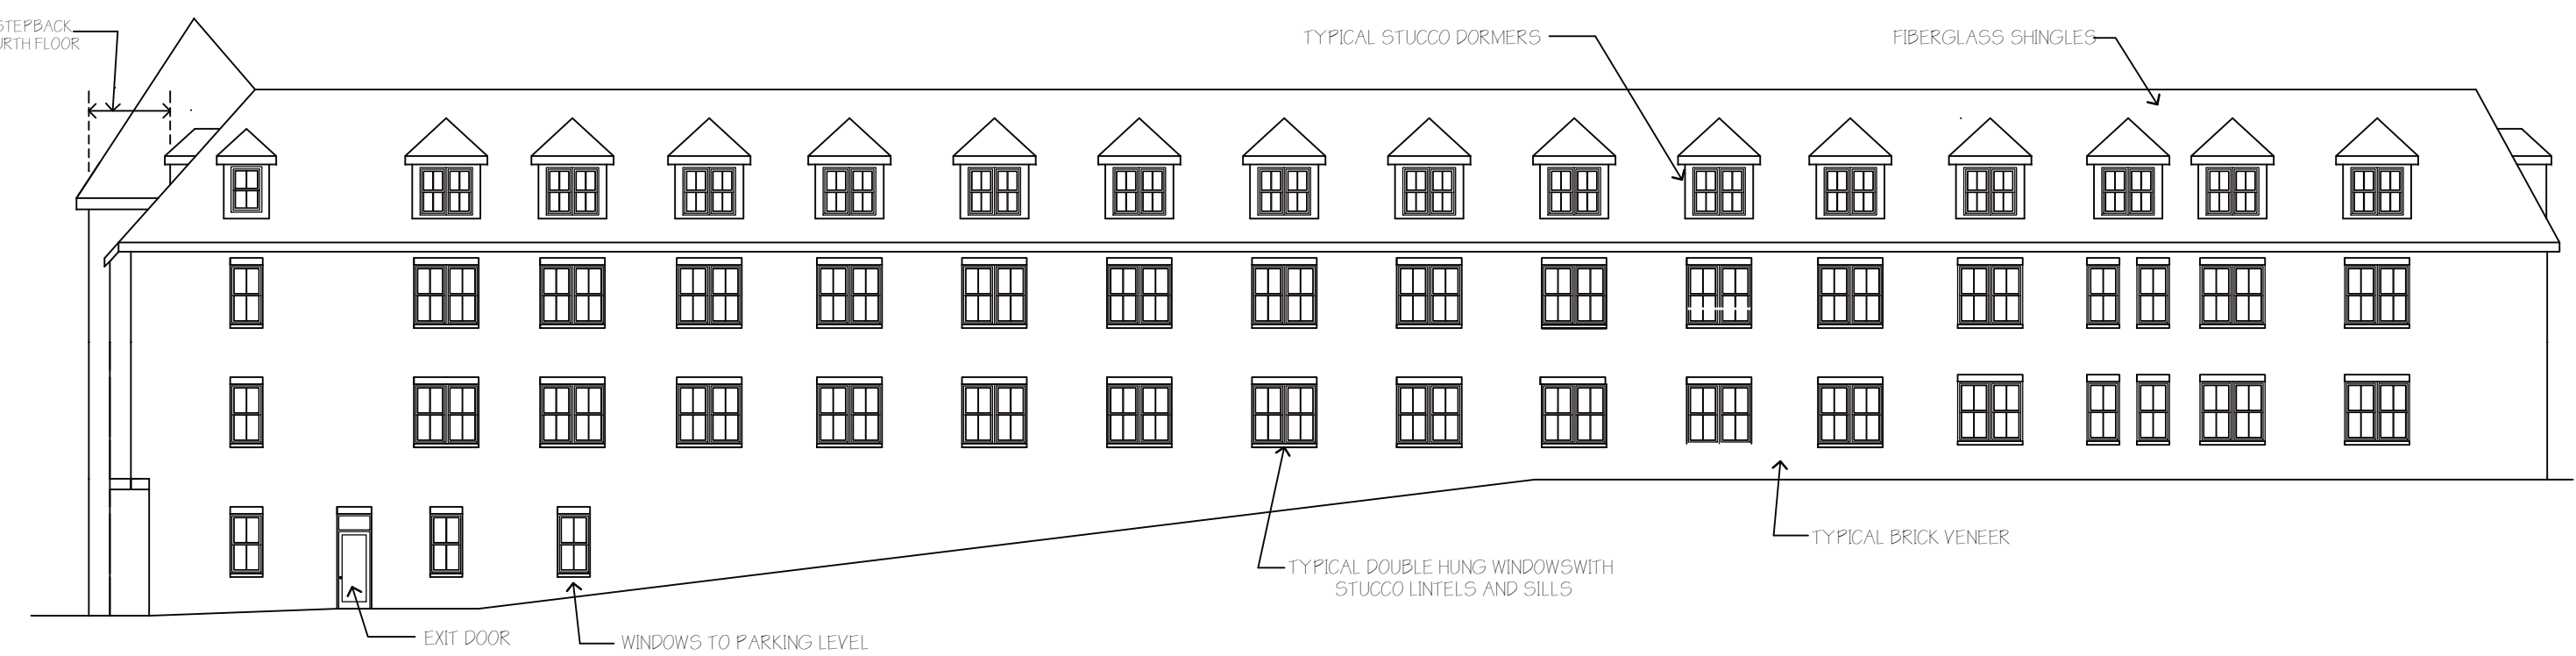 STEPBACK
URTH FLOOR
TYPICAL STUCCO DORMERS
FIBERGLASS SHINGLES
TYPICAL BRICK VENEER
TYPICAL DOUBLE HUNG WINDOWSWITH
STUCCO LINTELS AND SILLS
EXIT DOOR
WINDOWS TO PARKING LEVEL